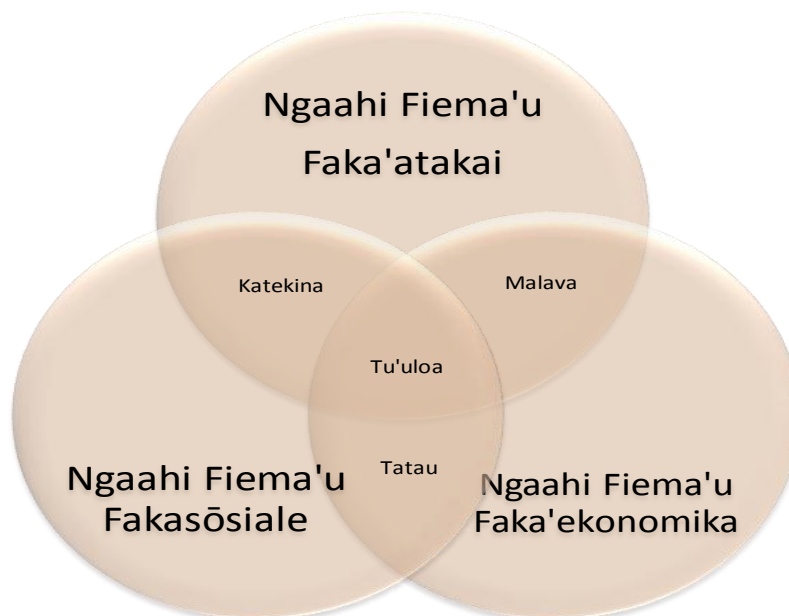 Ngaahi Fiema'u
Faka'atakai
Katekina
Malava
Tu'uloa
Tatau
Ngaahi Fiema'u
Fakasōsiale
Ngaahi Fiema'u
Faka'ekonomika